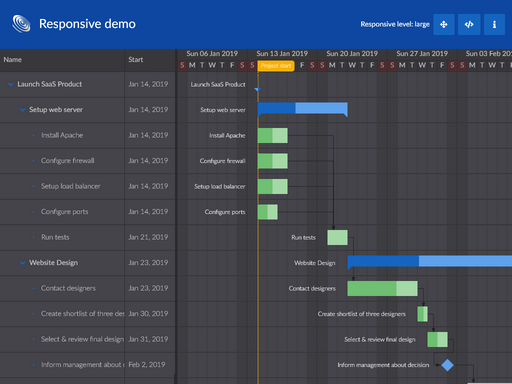 Responsive demo
Responsive level: large
Name Start
Sun 06 Jan 2019 Sun 13 Jan 2019 Sun 20 Jan 2019 Sun 27 Jan 2019 Sun 03 Feb 2
S S M T W T F S S M T W T F S S M T W T F S S M T W T F S S M T W
Project start
Launch SaaS Product Jan 14, 2019 Launch SaaS Product
Setup web server Jan 14, 2019 Setup web server
Install Apache Jan 14, 2019 Install Apache
Configure firewall Jan 14, 2019 Configure firewall
Setup load balancer Jan 14, 2019 Setup load balancer
Configure ports Jan 14, 2019 Configure ports
Run tests Jan 21, 2019 Run tests
Website Design Jan 23, 2019 Website Design
Contact designers Jan 23, 2019 Contact designers
Create shortlist of three des Jan 30, 2019 Create shortlist of three designers
Select & review final design Jan 31, 2019 Select & review final design
Inform management about Feb 2, 2019 Inform management about decision